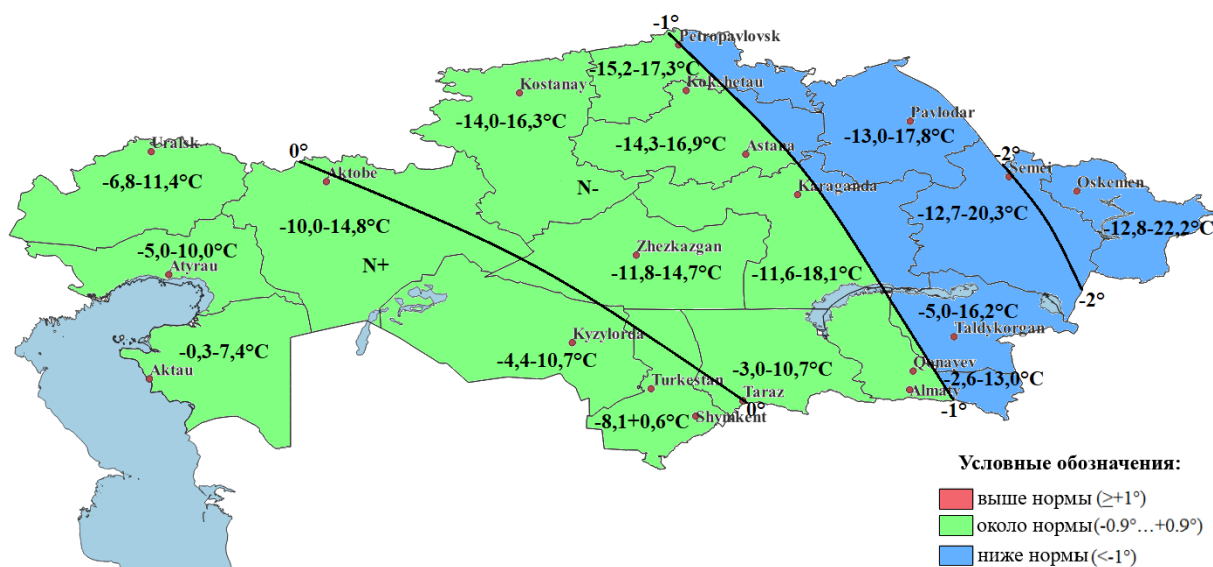 -1°
Petropavlovsk
-15,2-17,3°C
Kokshetau
Kostanay
-14,0-16,3°C
Pavlodar
-13,0-17,8°C
-14,3-16,9°C
Astana
Uralsk
0°
Aktobe
-6,8-11,4°C
N-
Karaganda
-2°
Semei
Oskemen
-12,7-20,3°C
-12,8-22,2°C
-10,0-14,8°C
-5,0-10,0°C
Atyrau
N+
Zhezkazgan
-11,8-14,7°C
-11,6-18,1°C
-2°
-5,0-16,2°C
Taldykorgan
-0,3-7,4°C
Aktau
Kyzylorda
-4,4-10,7°C
-3,0-10,7°C
Qonayev
-2,6-13,0°C
Almaty
-1°
Turkestan
Taraz
0°
-8,1+0,6°C
Shymkent
Условные обозначения:
выше нормы (≥+1°)
около нормы (-0.9°…+0.9°)
ниже нормы (<-1°)